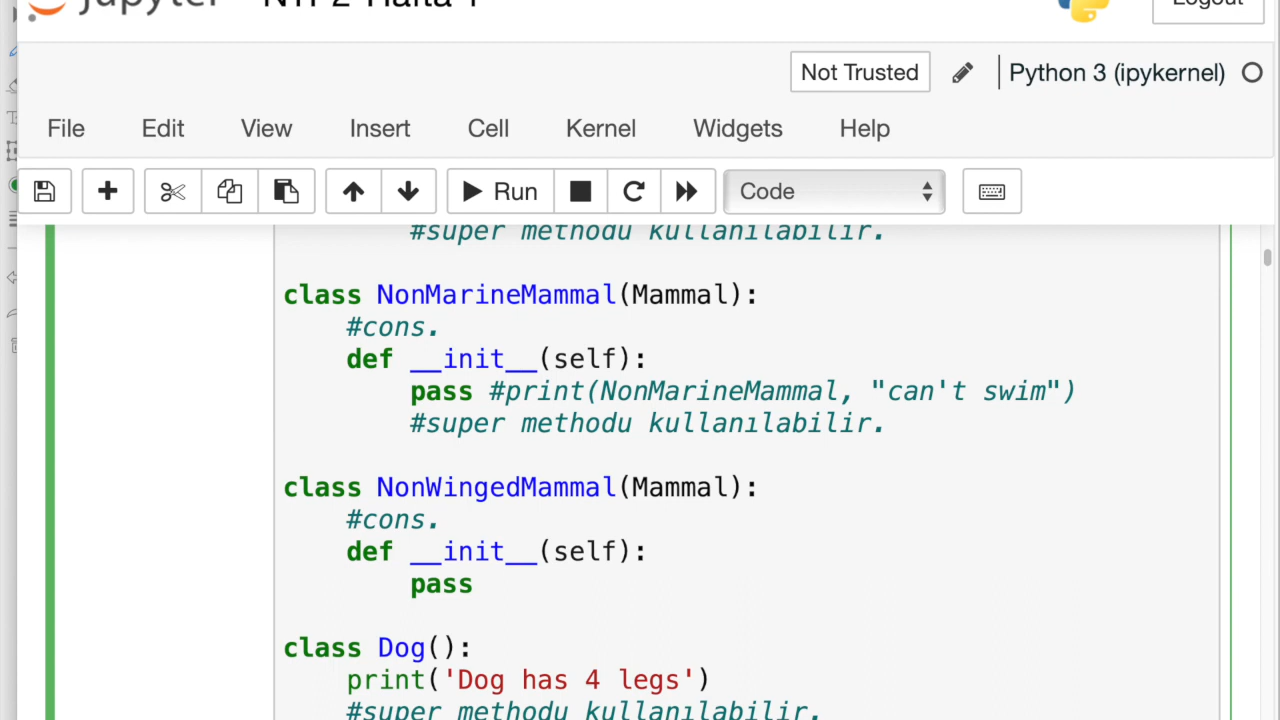 Logout
Not Trusted
Python 3 (ipykernel)
File Edit View Insert Cell Kernel Widgets Help
Run
Code
#super methodu kullanılabilir.
class NonMarineMammal(Mammal):
#cons.
def __init__(self):
pass #print(NonMarineMammal, "can't swim")
#super methodu kullanılabilir.
class NonWingedMammal(Mammal):
#cons.
def __init__(self):
pass
class Dog():
print('Dog has 4 legs')
#super methodu kullanılabilir.